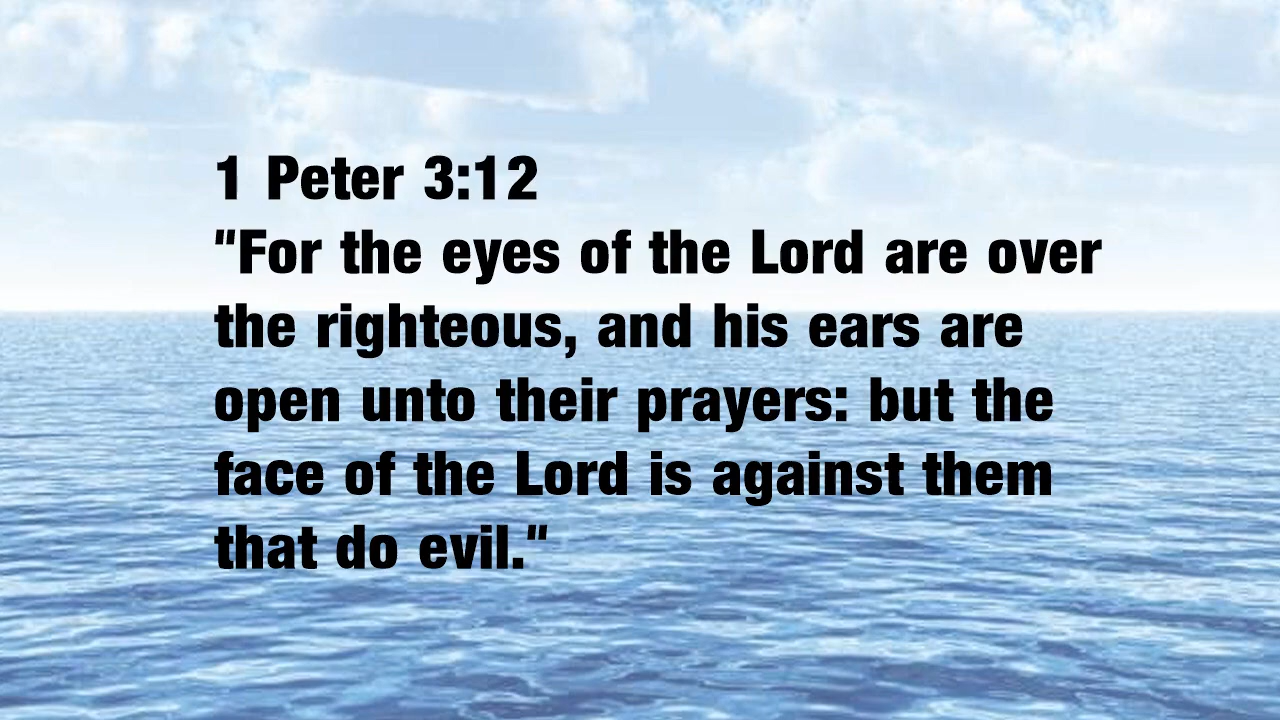 1 Peter 3:12
"For the eyes of the Lord are over
the righteous, and his ears are
open unto their prayers: but the
face of the Lord is against them
that do evil."